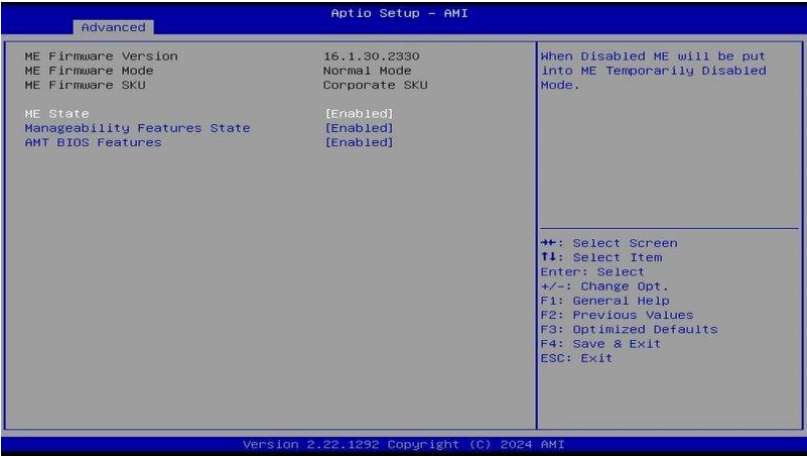 Aptio Setup - AMI
Advanced
ME Firmware Version 16.1.30.2330
ME Firmware Mode Normal Mode
ME Firmware SKU Corporate SKU
ME State [Enabled]
Manageability Features State [Enabled]
AMT BIOS Features [Enabled]
When Disabled ME will be put
into ME Temporarily Disabled
Mode.
→←: Select Screen
↑↓: Select Item
Enter: Select
+/-: Change Opt.
F1: General Help
F2: Previous Values
F3: Optimized Defaults
F4: Save & Exit
ESC: Exit
Version 2.22.1292 Copyright (C) 2024 AMI